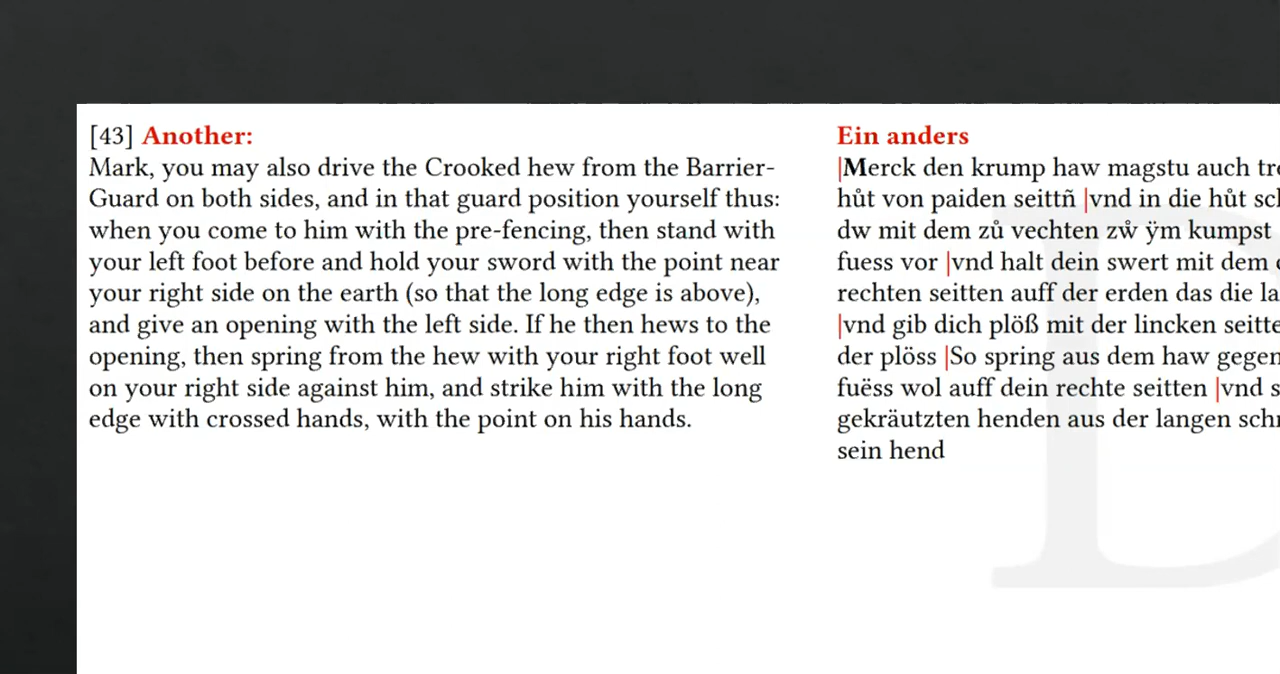 [43] Another:
Mark, you may also drive the Crooked hew from the Barrier-
Guard on both sides, and in that guard position yourself thus:
when you come to him with the pre-fencing, then stand with
your left foot before and hold your sword with the point near
your right side on the earth (so that the long edge is above),
and give an opening with the left side. If he then hews to the
opening, then spring from the hew with your right foot well
on your right side against him, and strike him with the long
edge with crossed hands, with the point on his hands.
Ein anders
|Merck den krump haw magstu auch
hůt von paiden seittñ |vnd in die hůt
dw mit dem zů vechten zẘ ÿm kumpst
fuess vor |vnd halt dein swert mit dem
rechten seitten auff der erden das die
|vnd gib dich plöß mit der lincken
der plöss |So spring aus dem haw
fuëss wol auff dein rechte seitten |vnd
gekräutzten henden aus der langen
sein hend